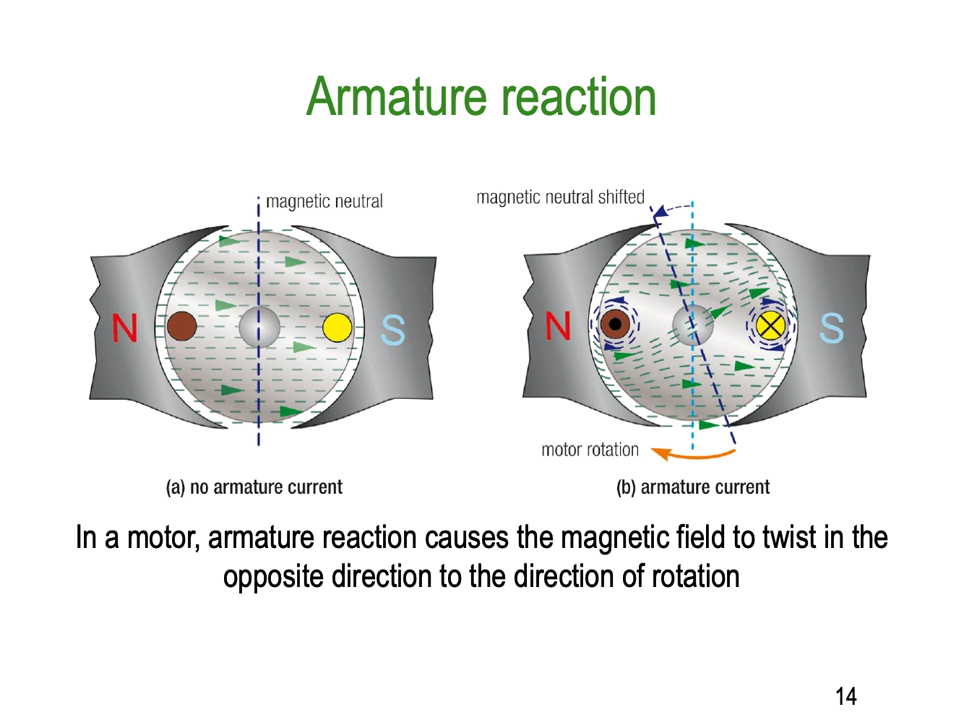 Armature reaction
magnetic neutral
magnetic neutral shifted
N
S
N
S
motor rotation
(a) no armature current
(b) armature current
In a motor, armature reaction causes the magnetic field to twist in the
opposite direction to the direction of rotation
14